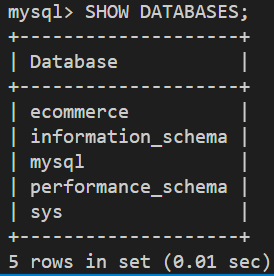 mysql> SHOW DATABASES;
+--------------------+
| Database           |
+--------------------+
| ecommerce          |
| information_schema |
| mysql              |
| performance_schema |
| sys                |
+--------------------+
5 rows in set (0.01 sec)